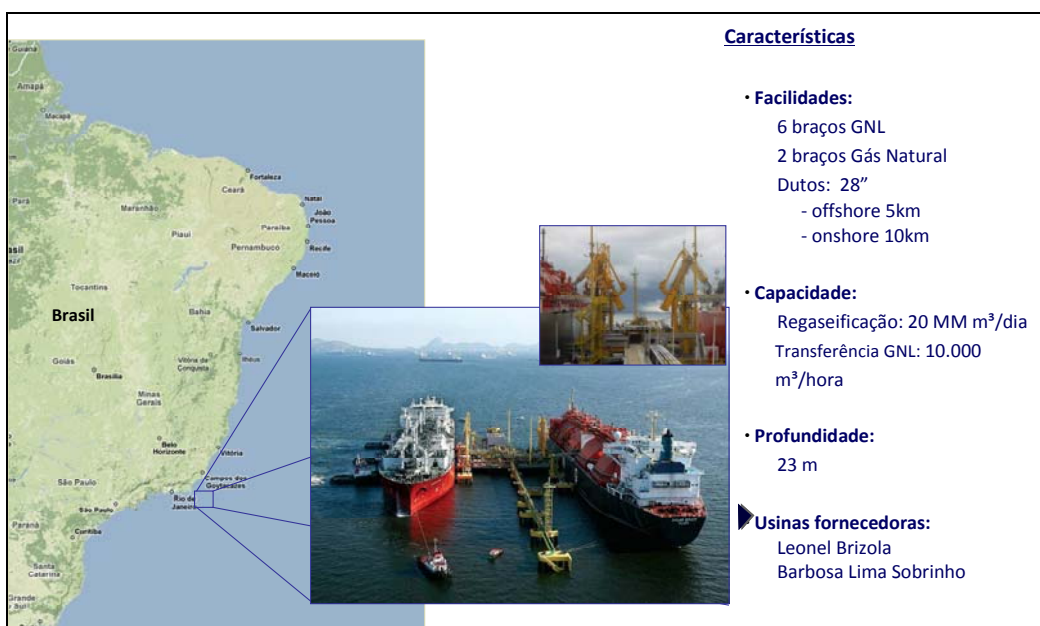 Guiana
Amapá
Macapá
Pará
Fortaleza
Ceará
Maranhão
Natal
João
Pessoa
Paraíba
Piauí
Pernambuco
Recife
Maceió
Tocantins
Brasil
Bahia
Salvador
Vitória da
Conquista
Ilhéus
Goiás
Brasília
Minas
Gerais
Belo
Horizonte
Vitória
São Paulo
Campos dos
Goytacazes
Rio de
Janeiro
São Paulo
Paraná
Curitiba
Santa
Catarina
Grande
Características
· Facilidades:
6 braços GNL
2 braços Gás Natural
Dutos: 28”
- offshore 5km
- onshore 10km
· Capacidade:
Regaseificação: 20 MM m³/dia
Transferência GNL: 10.000
m³/hora
· Profundidade:
23 m
Usinas fornecedoras:
Leonel Brizola
Barbosa Lima Sobrinho